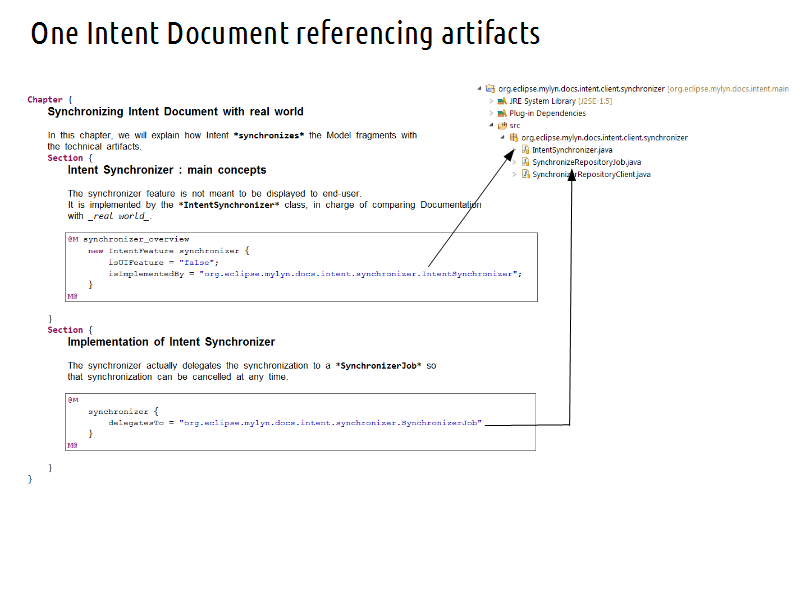 One Intent Document referencing artifacts
Chapter {
Synchronizing Intent Document with real world
In this chapter, we will explain how Intent *synchronizes* the Model fragments with
the technical artifacts.
Section {
Intent Synchronizer : main concepts
The synchronizer feature is not meant to be displayed to end-user.
It is implemented by the *IntentSynchronizer* class, in charge of comparing Documentation
with _real world_.
@M synchronizer_overview
new IntentFeature synchronizer {
isUIFeature = "false";
isImplementedBy = "org.eclipse.mylyn.docs.intent.synchronizer.IntentSynchronizer";
}
M@
}
Section {
Implementation of Intent Synchronizer
The synchronizer actually delegates the synchronization to a *SynchronizerJob* so
that synchronization can be cancelled at any time.
@M
synchronizer {
delegatesTo = "org.eclipse.mylyn.docs.intent.synchronizer.SynchronizerJob"
}
M@
}
}
org.eclipse.mylyn.docs.intent.client.synchronizer [org.eclipse.mylyn.docs.intent.main
JRE System Library [J2SE-1.5]
Plug-in Dependencies
src
org.eclipse.mylyn.docs.intent.client.synchronizer
IntentSynchronizer.java
SynchronizeRepositoryJob.java
SynchronizerRepositoryClient.java